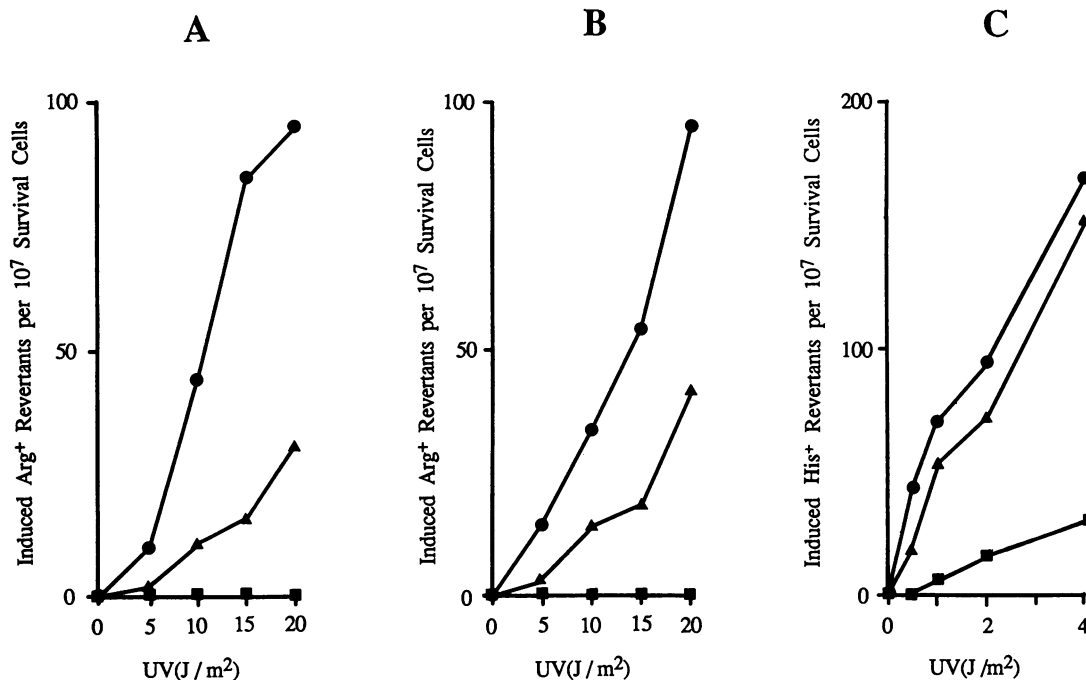 A
Induced Arg⁺ Revertants per 10⁷ Survival Cells
100
50
0
0 5 10 15 20
UV(J / m²)
B
Induced Arg⁺ Revertants per 10⁷ Survival Cells
100
50
0
0 5 10 15 20
UV(J / m²)
C
Induced His⁺ Revertants per 10⁷ Survival Cells
200
100
0
0 2 4
UV(J /m²)